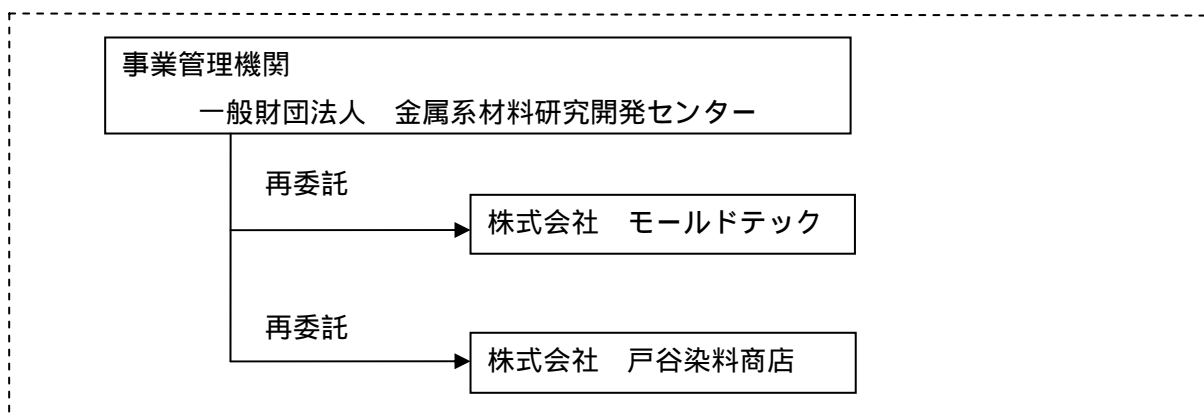 事業管理機関
一般財団法人　金属系材料研究開発センター
再委託
株式会社　モールドテック
再委託
株式会社　戸谷染料商店